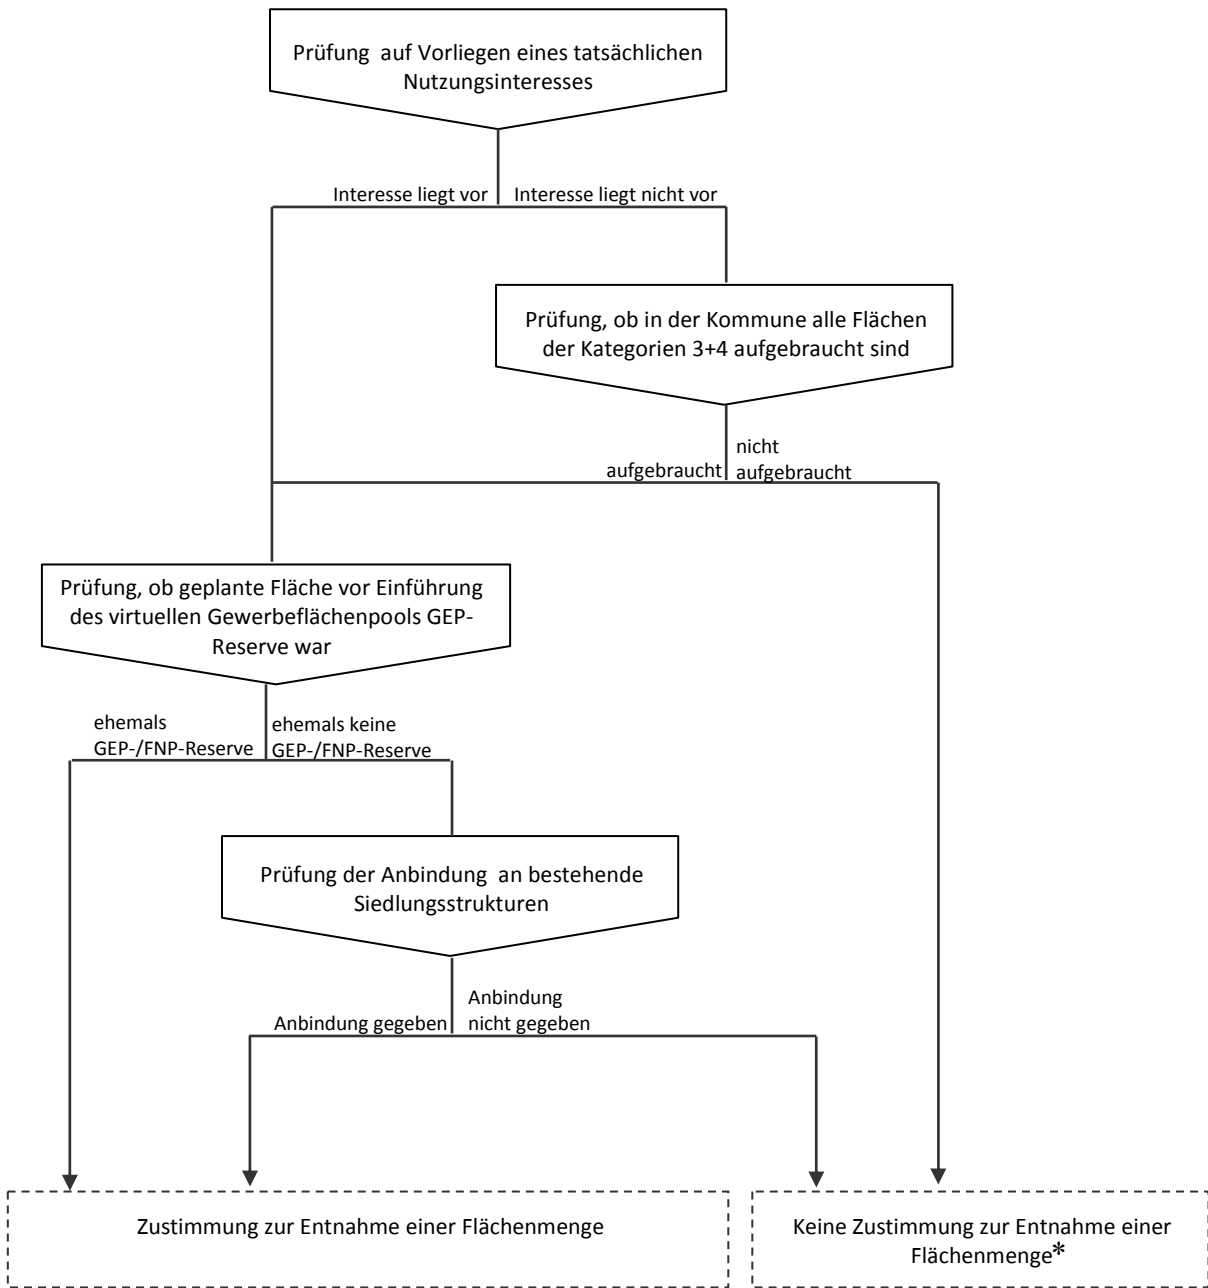 Prüfung auf Vorliegen eines tatsächlichen
Nutzungsinteresses
Interesse liegt vor
Interesse liegt nicht vor
Prüfung, ob in der Kommune alle Flächen
der Kategorien 3+4 aufgebraucht sind
aufgebraucht
nicht
aufgebraucht
Prüfung, ob geplante Fläche vor Einführung
des virtuellen Gewerbeflächenpools GEP-
Reserve war
ehemals
GEP-/FNP-Reserve
ehemals keine
GEP-/FNP-Reserve
Prüfung der Anbindung an bestehende
Siedlungsstrukturen
Anbindung gegeben
Anbindung
nicht gegeben
Zustimmung zur Entnahme einer Flächenmenge
Keine Zustimmung zur Entnahme einer
Flächenmenge*